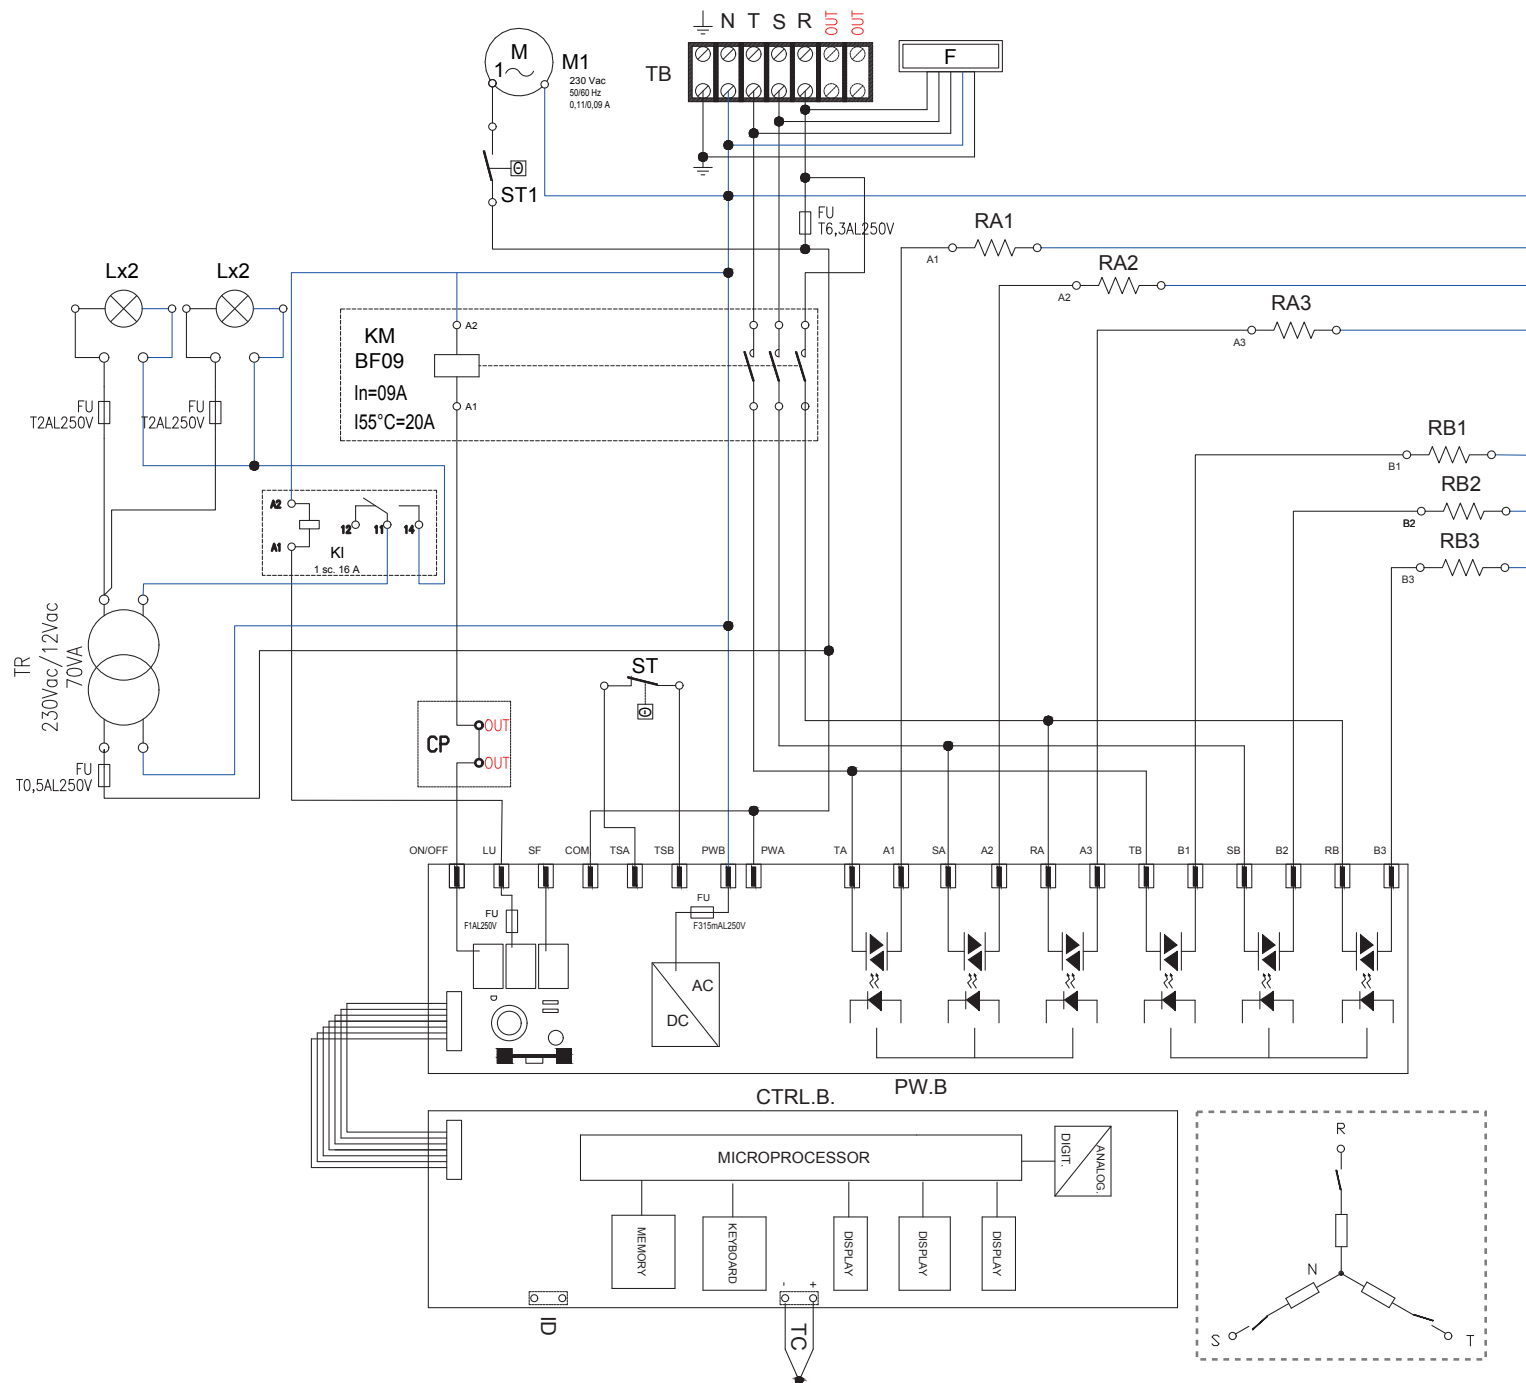 N T S R OUT OUT
TB
F
M
1
M1
230 Vac
50/60 Hz
0,11/0,09 A
ST1
FU
T6,3AL250V
RA1
A1
RA2
A2
RA3
A3
Lx2
Lx2
KM
BF09
In=09A
I55°C=20A
A2
A1
FU
T2AL250V
FU
T2AL250V
RB1
B1
RB2
B2
RB3
B3
A2
A1
12
11
14
KI
1 sc. 16 A
TR
230Vac/12Vac
70VA
FU
T0,5AL250V
ST
CP
OUT
OUT
ON/OFF LU SF COM TSA TSB PWB PWA TA A1 SA A2 RA A3 TB B1 SB B2 RB B3
FU
F1AL250V
FU
F315mAL250V
AC
DC
D
PW.B
CTRL.B.
MICROPROCESSOR
DIGIT.
ANALOG.
MEMORY
KEYBOARD
DISPLAY
DISPLAY
DISPLAY
ID
- +
TC
R
N
S
T